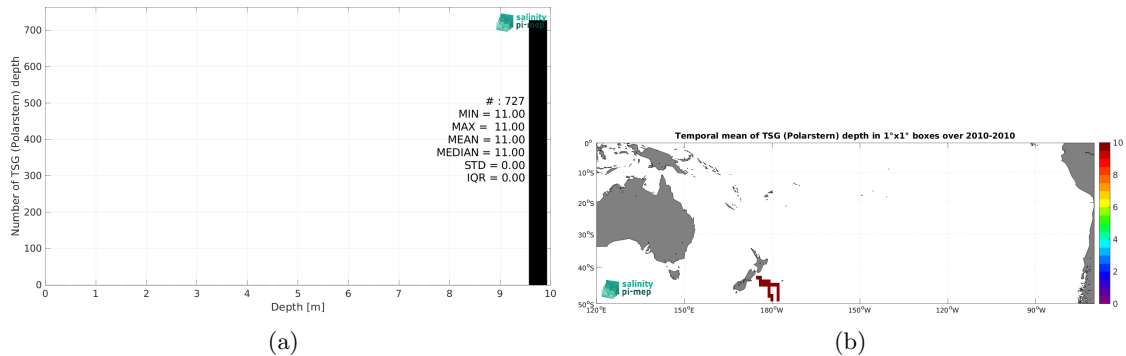 Number of TSG (Polarstern) depth
700
600
500
400
300
200
100
0
salinity
pi-mep
# : 727
MIN = 11.00
MAX = 11.00
MEAN = 11.00
MEDIAN = 11.00
STD = 0.00
IQR = 0.00
0 1 2 3 4 5 6 7 8 9 10
Depth [m]
(a)
Temporal mean of TSG (Polarstern) depth in 1°x1° boxes over 2010-2010
0°
10°S
20°S
30°S
40°S
50°S
salinity
pi-mep
120°E 150°E 180°W 150°W 120°W 90°W
10
8
6
4
2
0
(b)